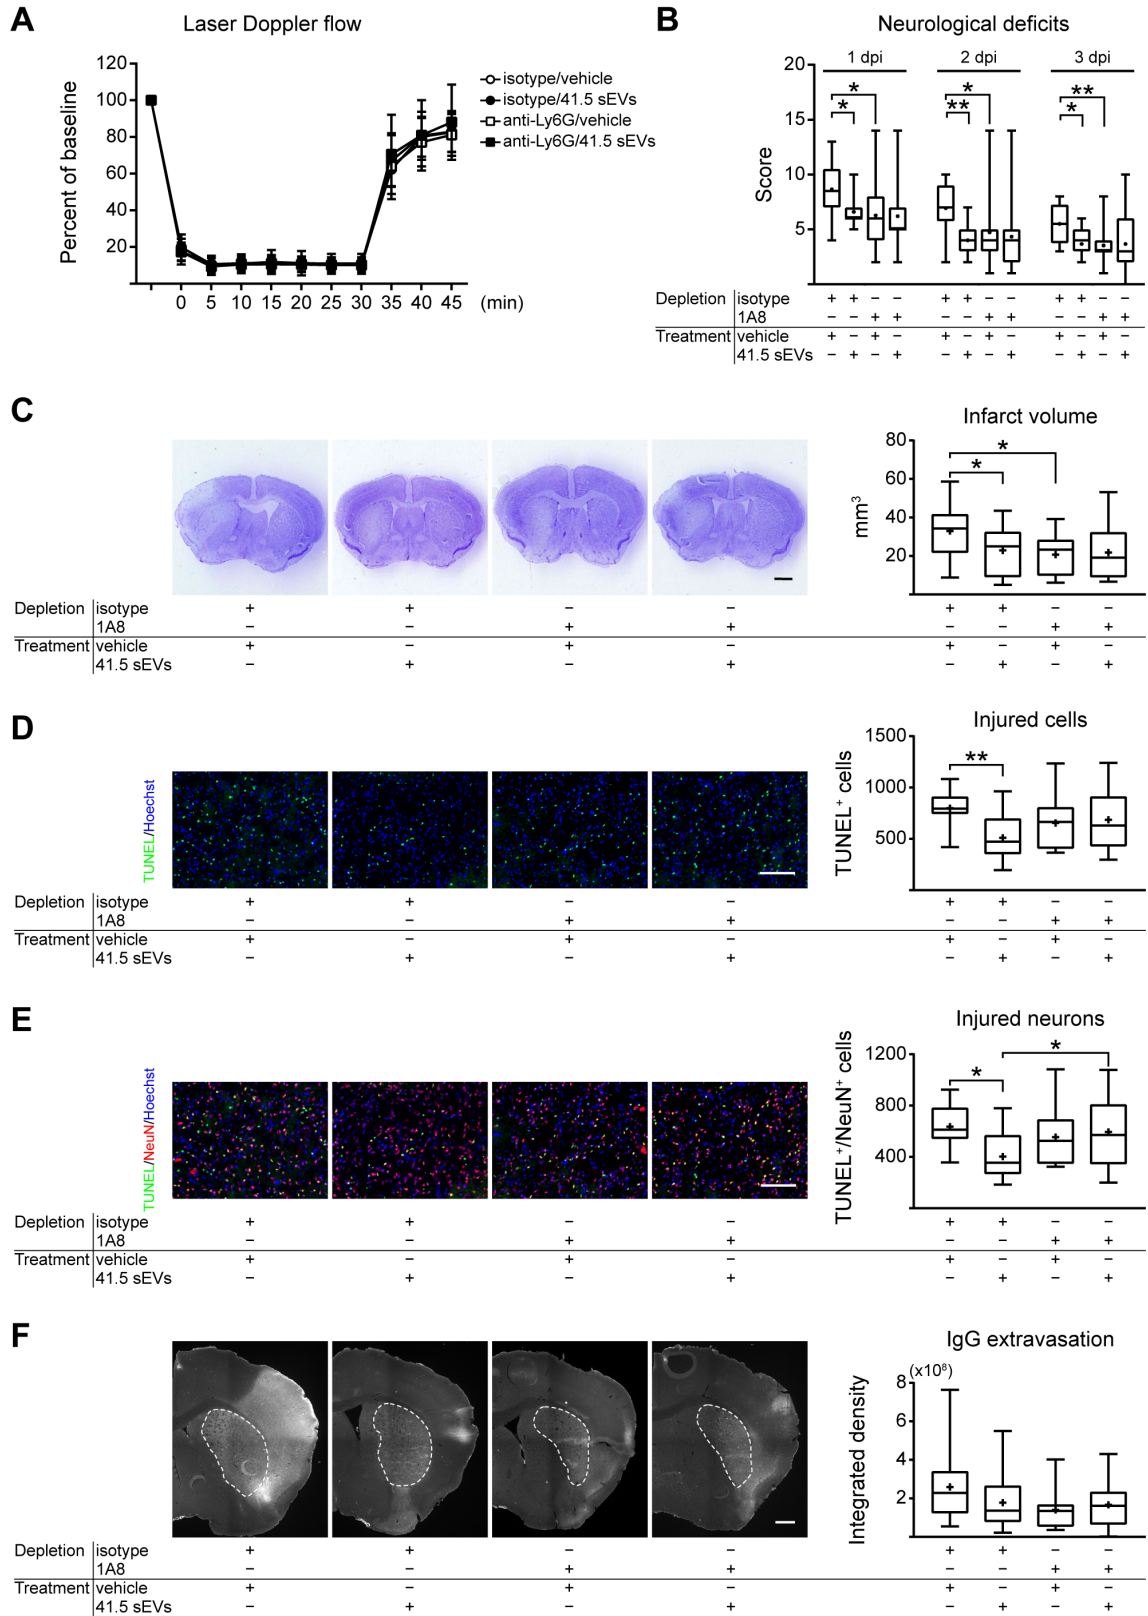 A
Laser Doppler flow
Percent of baseline
120
100
80
60
40
20
0 5 10 15 20 25 30 35 40 45 (min)
isotype/vehicle
isotype/41.5 sEVs
anti-Ly6G/vehicle
anti-Ly6G/41.5 sEVs
B
Neurological deficits
1 dpi 2 dpi 3 dpi
Score
20
15
10
5
* * ** * * **
Depletion isotype + + − − + + − − + + − −
1A8 − − + + − − + + − − + +
Treatment vehicle + − + − + − + − + − + −
41.5 sEVs − + − + − + − + − + − +
C
Infarct volume
mm³
80
60
40
20
* *
Depletion isotype + + − − + + − −
1A8 − − + + − − + +
Treatment vehicle + − + − + − + −
41.5 sEVs − + − + − + − +
D
TUNEL/Hoechst
Injured cells
TUNEL⁺ cells
1500
1000
500
**
Depletion isotype + + − − + + − −
1A8 − − + + − − + +
Treatment vehicle + − + − + − + −
41.5 sEVs − + − + − + − +
E
TUNEL/NeuN/Hoechst
Injured neurons
TUNEL⁺/NeuN⁺ cells
1200
800
400
* *
Depletion isotype + + − − + + − −
1A8 − − + + − − + +
Treatment vehicle + − + − + − + −
41.5 sEVs − + − + − + − +
F
IgG extravasation
(x10⁸)
Integrated density
8
6
4
2
Depletion isotype + + − − + + − −
1A8 − − + + − − + +
Treatment vehicle + − + − + − + −
41.5 sEVs − + − + − + − +